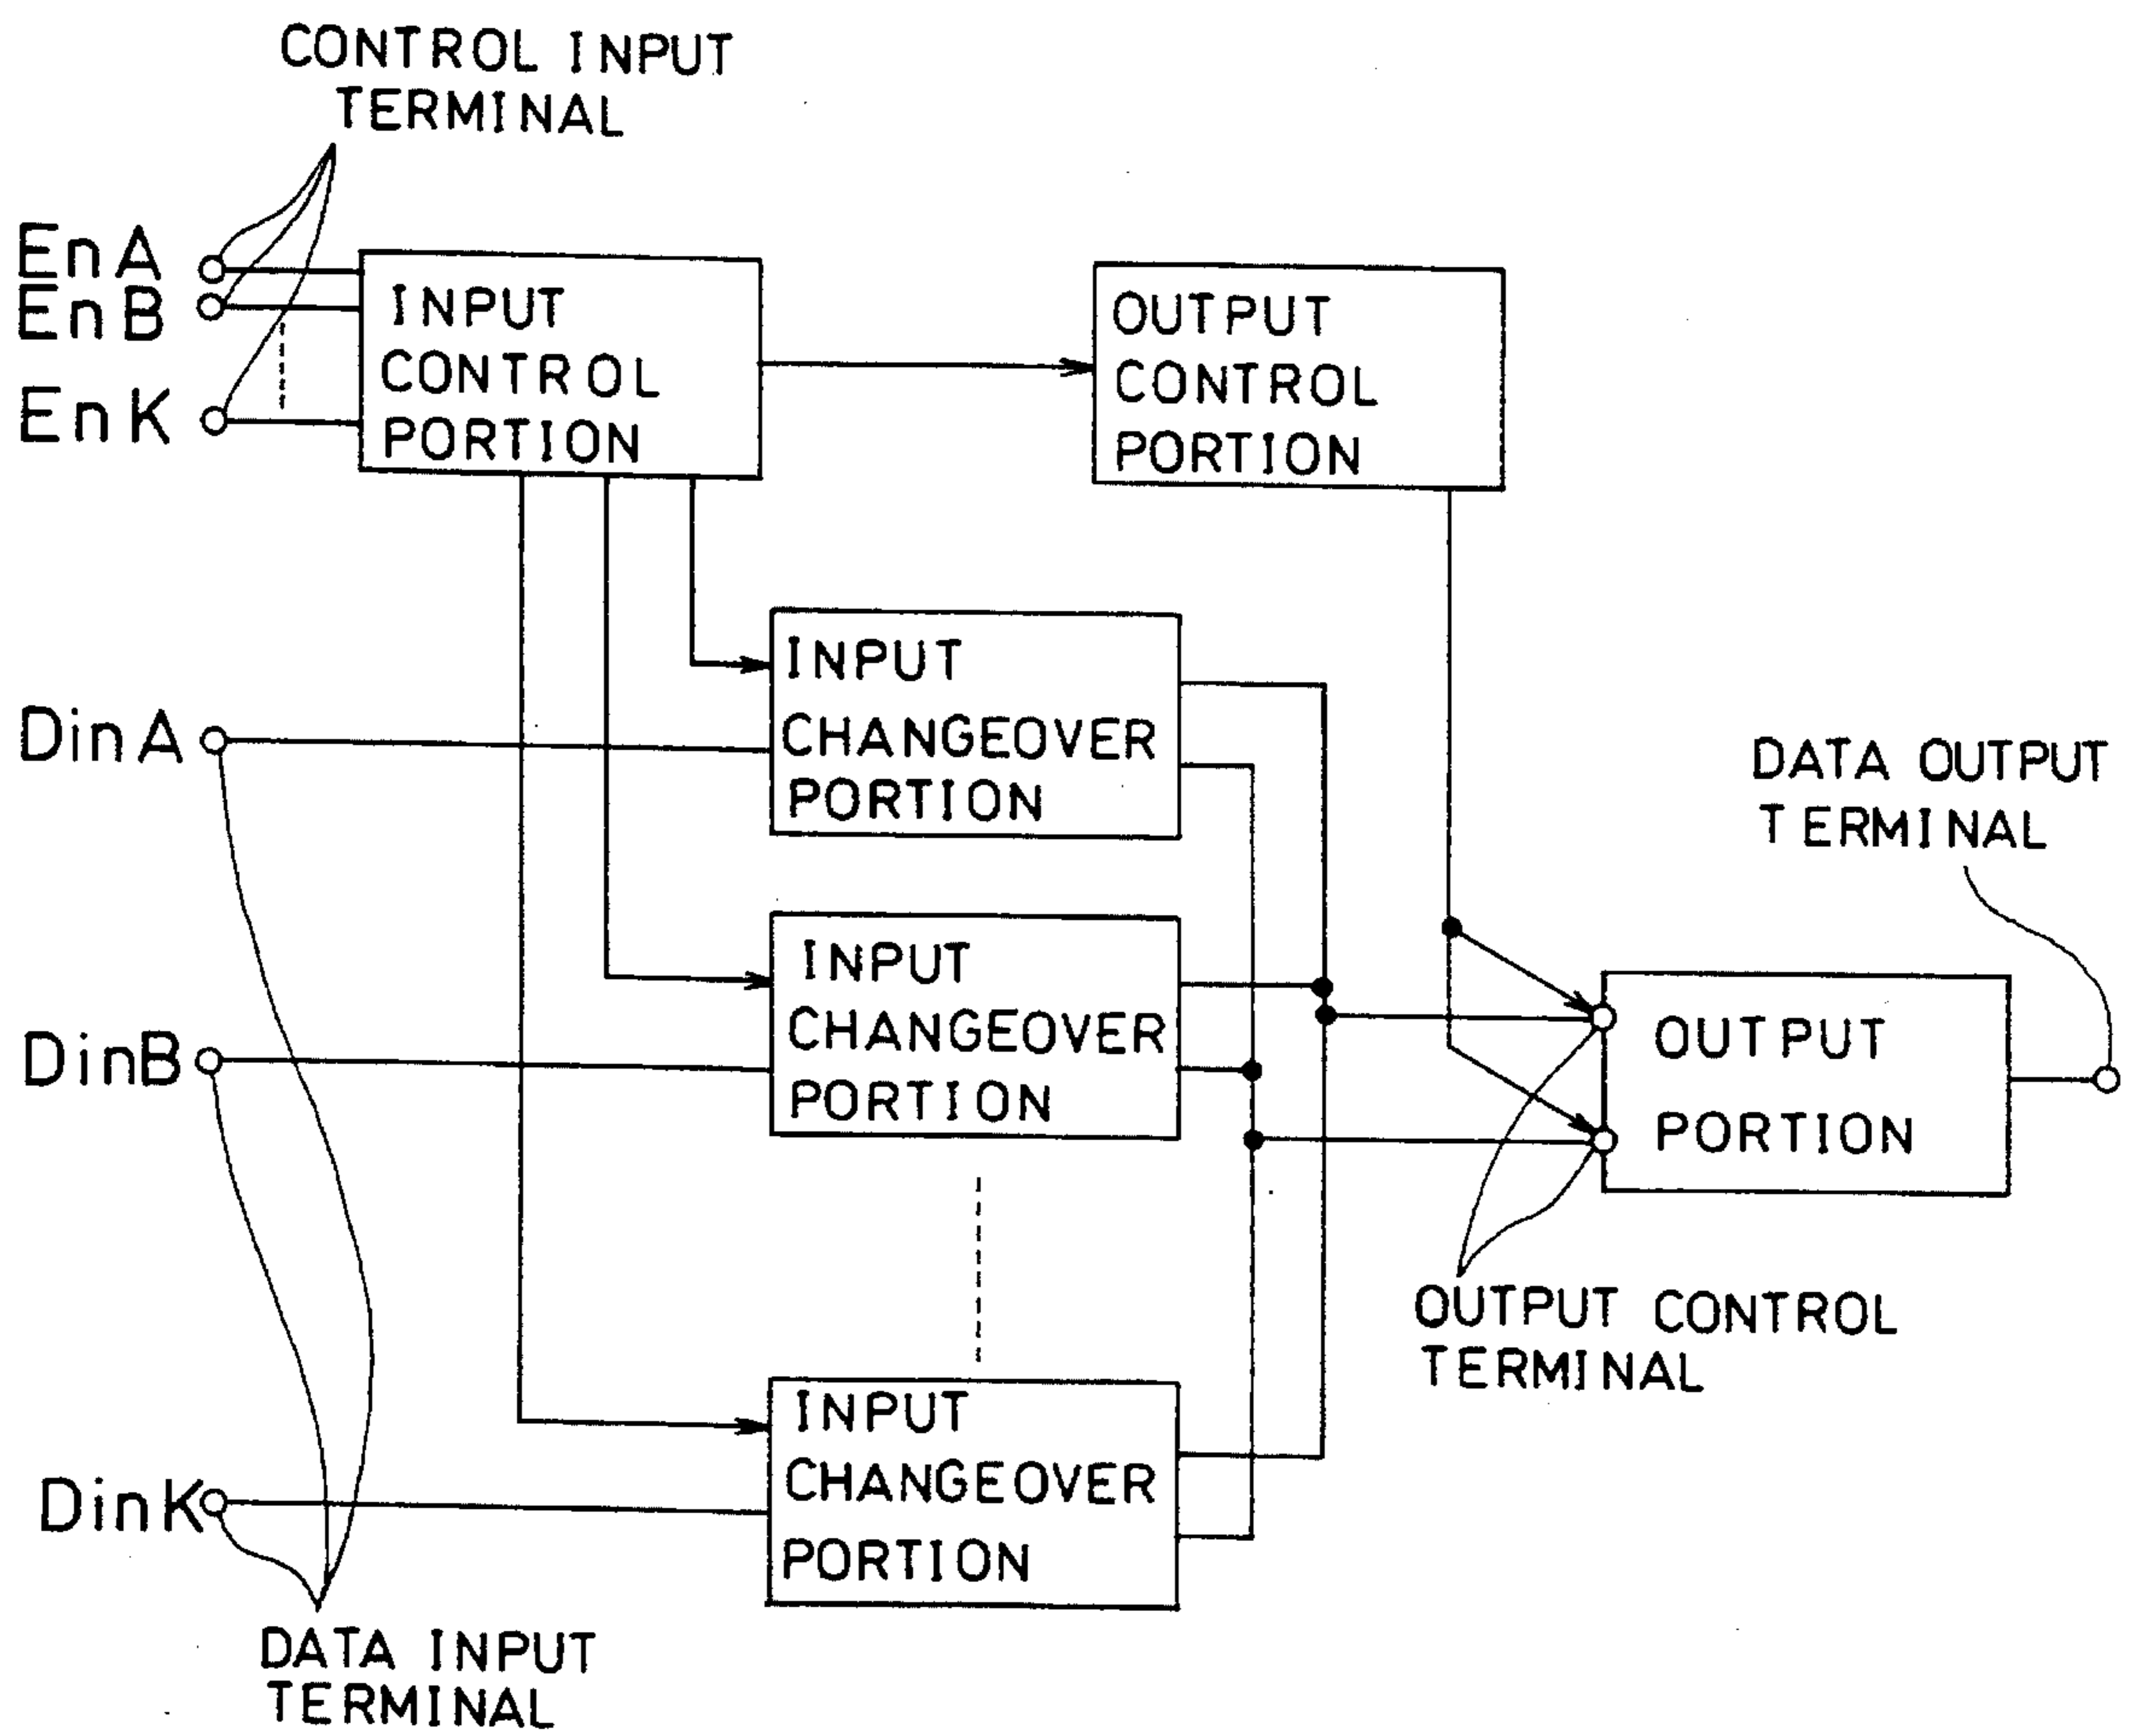 CONTROL INPUT
TERMINAL
EnA
EnB
EnK
INPUT
CONTROL
PORTION
OUTPUT
CONTROL
PORTION
INPUT
CHANGEOVER
PORTION
DinA
DATA OUTPUT
TERMINAL
INPUT
CHANGEOVER
PORTION
DinB
OUTPUT
PORTION
OUTPUT CONTROL
TERMINAL
INPUT
CHANGEOVER
PORTION
DinK
DATA INPUT
TERMINAL